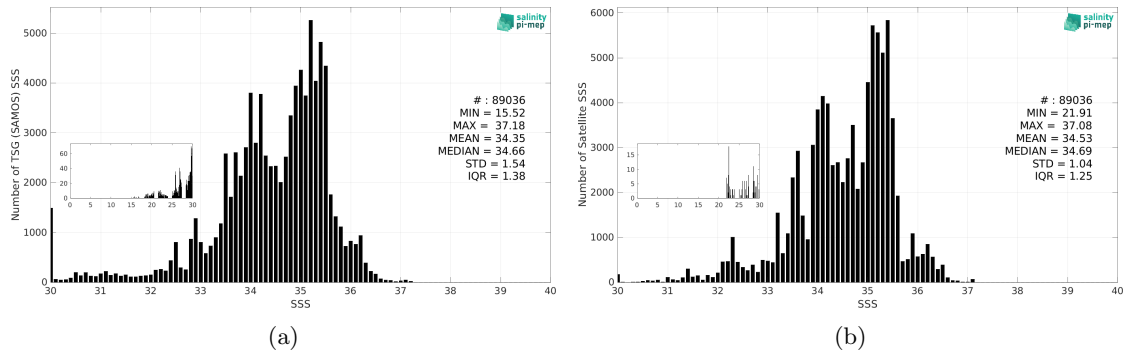 5000
4000
3000
2000
1000
0
Number of TSG (SAMOS) SSS
salinity
pi-mep
# : 89036
MIN = 15.52
MAX = 37.18
MEAN = 34.35
MEDIAN = 34.66
STD = 1.54
IQR = 1.38
60
40
20
0
0 5 10 15 20 25 30
30 31 32 33 34 35 36 37 38 39 40
SSS
(a)
6000
5000
4000
3000
2000
1000
0
Number of Satellite SSS
salinity
pi-mep
# : 89036
MIN = 21.91
MAX = 37.08
MEAN = 34.53
MEDIAN = 34.69
STD = 1.04
IQR = 1.25
15
10
5
0
0 5 10 15 20 25 30
30 31 32 33 34 35 36 37 38 39 40
SSS
(b)